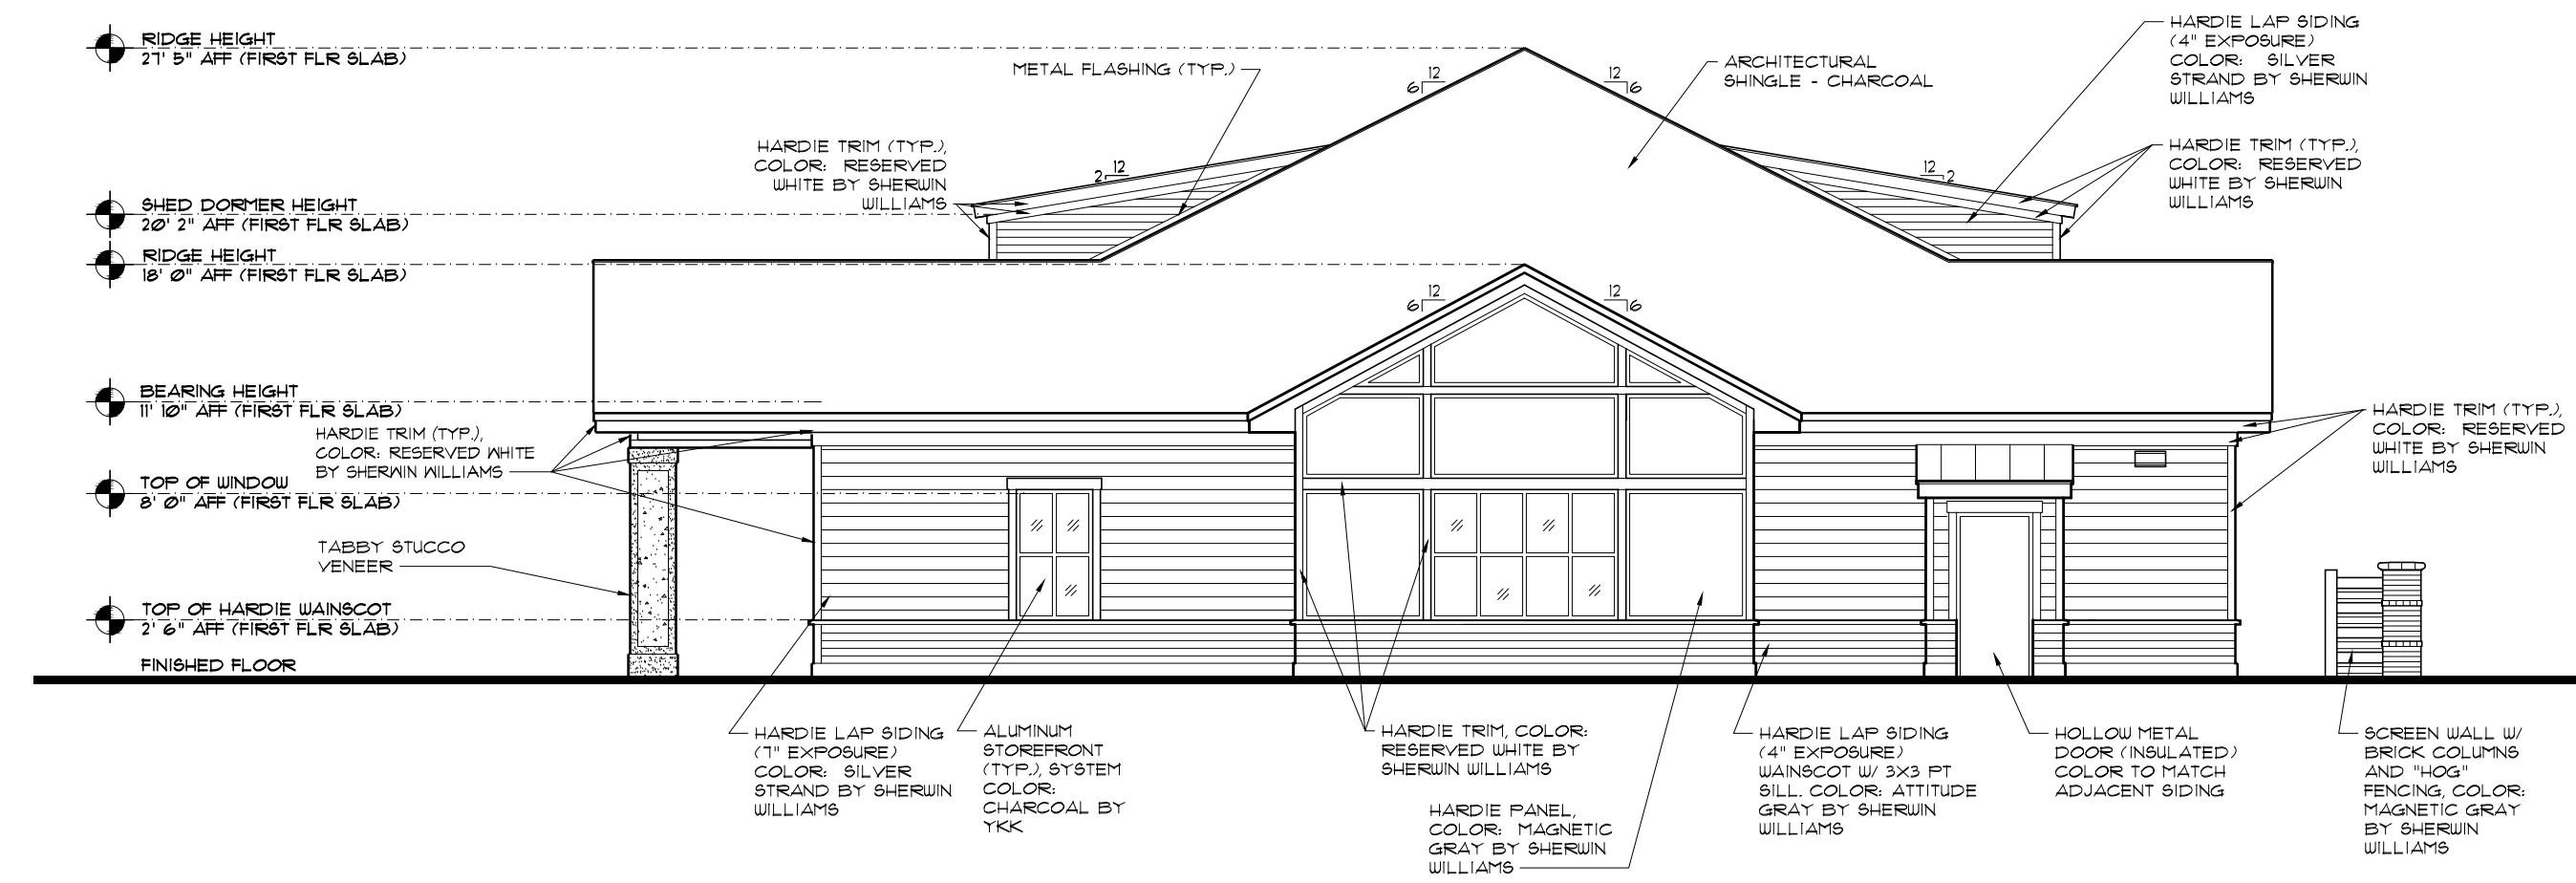 RIDGE HEIGHT
27' 5" AFF (FIRST FLR SLAB)
SHED DORMER HEIGHT
20' 2" AFF (FIRST FLR SLAB)
RIDGE HEIGHT
18' 0" AFF (FIRST FLR SLAB)
BEARING HEIGHT
11' 10" AFF (FIRST FLR SLAB)
TOP OF WINDOW
8' 0" AFF (FIRST FLR SLAB)
TOP OF HARDIE WAINSCOT
2' 6" AFF (FIRST FLR SLAB)
FINISHED FLOOR
HARDIE TRIM (TYP.),
COLOR: RESERVED WHITE
BY SHERWIN WILLIAMS
TABBY STUCCO
VENEER
METAL FLASHING (TYP.)
HARDIE TRIM (TYP.),
COLOR: RESERVED
WHITE BY SHERWIN
WILLIAMS
12
6
12
6
12
2
12
2
12
6
12
6
ARCHITECTURAL
SHINGLE - CHARCOAL
HARDIE LAP SIDING
(4" EXPOSURE)
COLOR: SILVER
STRAND BY SHERWIN
WILLIAMS
HARDIE TRIM (TYP.),
COLOR: RESERVED
WHITE BY SHERWIN
WILLIAMS
HARDIE TRIM (TYP.),
COLOR: RESERVED
WHITE BY SHERWIN
WILLIAMS
HARDIE LAP SIDING
(7" EXPOSURE)
COLOR: SILVER
STRAND BY SHERWIN
WILLIAMS
ALUMINUM
STOREFRONT
(TYP.), SYSTEM
COLOR:
CHARCOAL BY
YKK
HARDIE TRIM, COLOR:
RESERVED WHITE BY
SHERWIN WILLIAMS
HARDIE PANEL,
COLOR: MAGNETIC
GRAY BY SHERWIN
WILLIAMS
HARDIE LAP SIDING
(4" EXPOSURE)
WAINSCOT W/ 3X3 PT
SILL. COLOR: ATTITUDE
GRAY BY SHERWIN
WILLIAMS
HOLLOW METAL
DOOR (INSULATED)
COLOR TO MATCH
ADJACENT SIDING
SCREEN WALL W/
BRICK COLUMNS
AND "HOG"
FENCING, COLOR:
MAGNETIC GRAY
BY SHERWIN
WILLIAMS